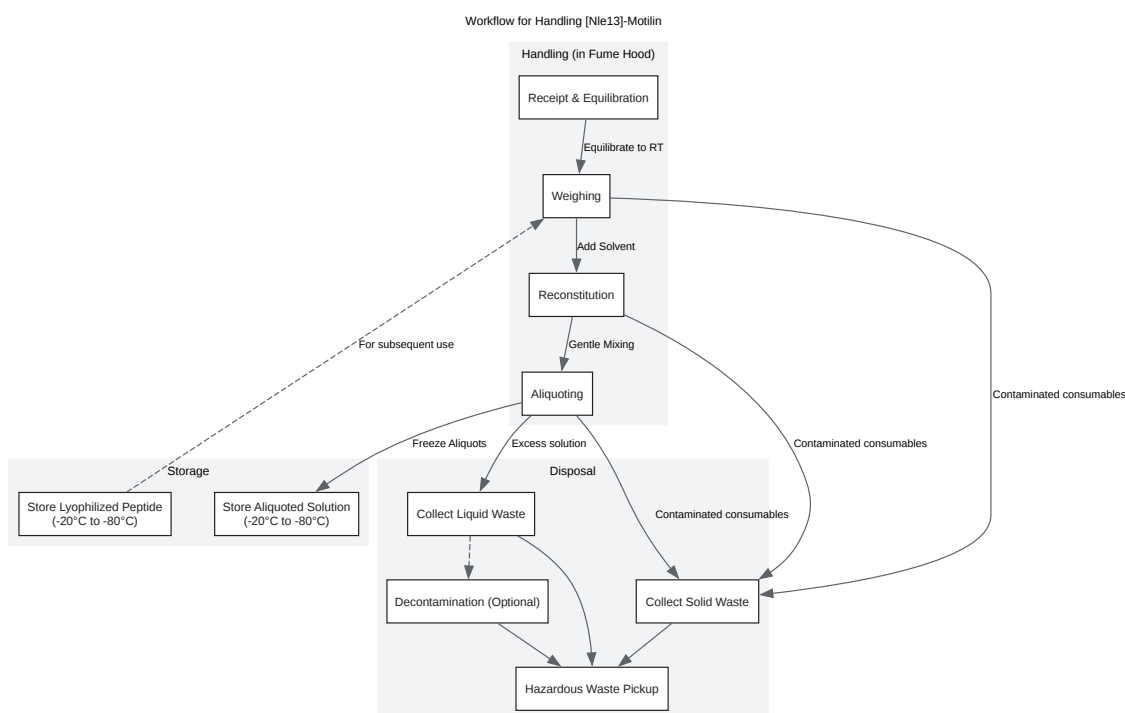 Workflow for Handling [Nle13]-Motilin
Handling (in Fume Hood)
Receipt & Equilibration
Equilibrate to RT
Weighing
Add Solvent
Reconstitution
For subsequent use
Gentle Mixing
Aliquoting
Contaminated consumables
Freeze Aliquots
Excess solution
Contaminated consumables
Storage
Disposal
Store Lyophilized Peptide
(-20°C to -80°C)
Store Aliquoted Solution
(-20°C to -80°C)
Collect Liquid Waste
Contaminated consumables
Decontamination (Optional)
Collect Solid Waste
Hazardous Waste Pickup